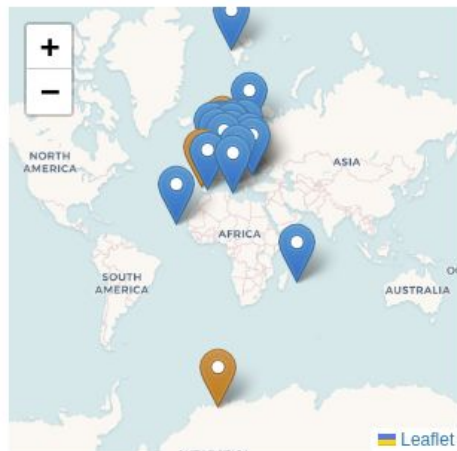 +
−
NORTH
AMERICA
ASIA
AFRICA
SOUTH
AMERICA
AUSTRALIA
Leaflet